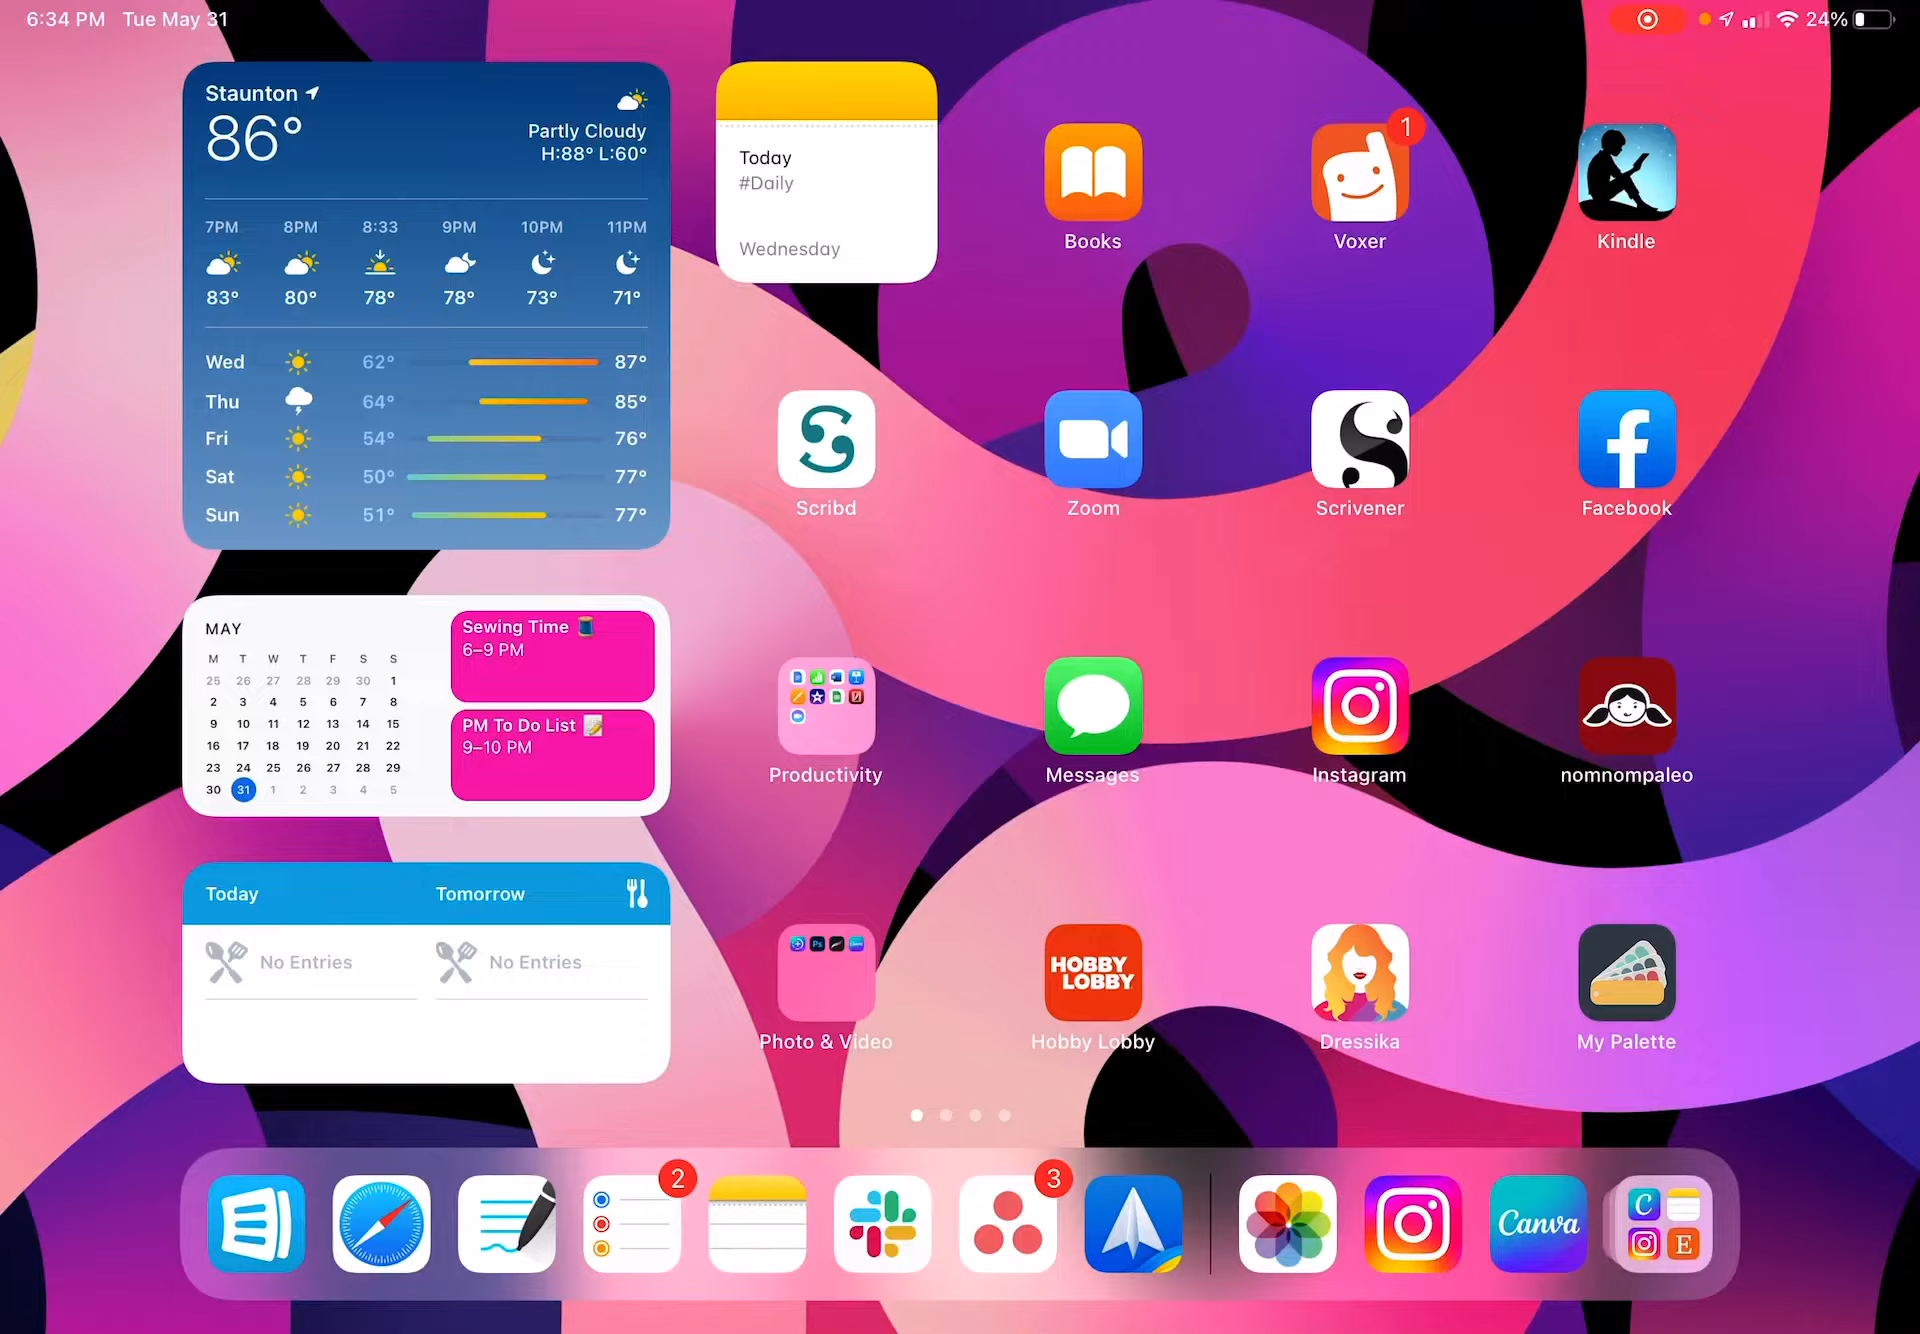 6:34 PM Tue May 31
24%
Staunton
86°
Partly Cloudy
H:88° L:60°
7PM 8PM 8:33 9PM 10PM 11PM
83° 80° 78° 78° 73° 71°
Wed 62° 87°
Thu 64° 85°
Fri 54° 76°
Sat 50° 77°
Sun 51° 77°
Today
#Daily
Wednesday
Books
1
Voxer
Kindle
Scribd
Zoom
Scrivener
Facebook
MAY
M T W T F S S
25 26 27 28 29 30 1
2 3 4 5 6 7 8
9 10 11 12 13 14 15
16 17 18 19 20 21 22
23 24 25 26 27 28 29
30 31 1 2 3 4 5
Sewing Time
6–9 PM
PM To Do List
9–10 PM
Productivity
Messages
Instagram
nomnompaleo
Today Tomorrow
No Entries No Entries
Ps
Photo & Video
HOBBY
LOBBY
Hobby Lobby
Dressika
My Palette
2
3
Canva
C
E